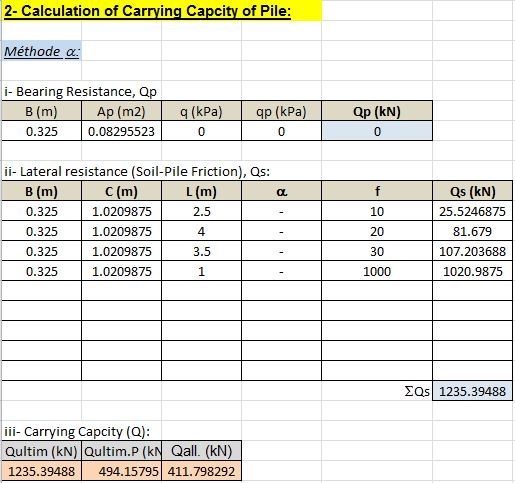 2- Calculation of Carrying Capcity of Pile:
Méthode α:
i- Bearing Resistance, Qp
B (m) Ap (m2) q (kPa) qp (kPa) Qp (kN)
0.325 0.08295523 0 0 0
ii- Lateral resistance (Soil-Pile Friction), Qs:
B (m) C (m) L (m) α f Qs (kN)
0.325 1.0209875 2.5 - 10 25.5246875
0.325 1.0209875 4 - 20 81.679
0.325 1.0209875 3.5 - 30 107.203688
0.325 1.0209875 1 - 1000 1020.9875
ΣQs 1235.39488
iii- Carrying Capcity (Q):
Qultim (kN) Qultim.P (kN Qall. (kN)
1235.39488 494.15795 411.798292